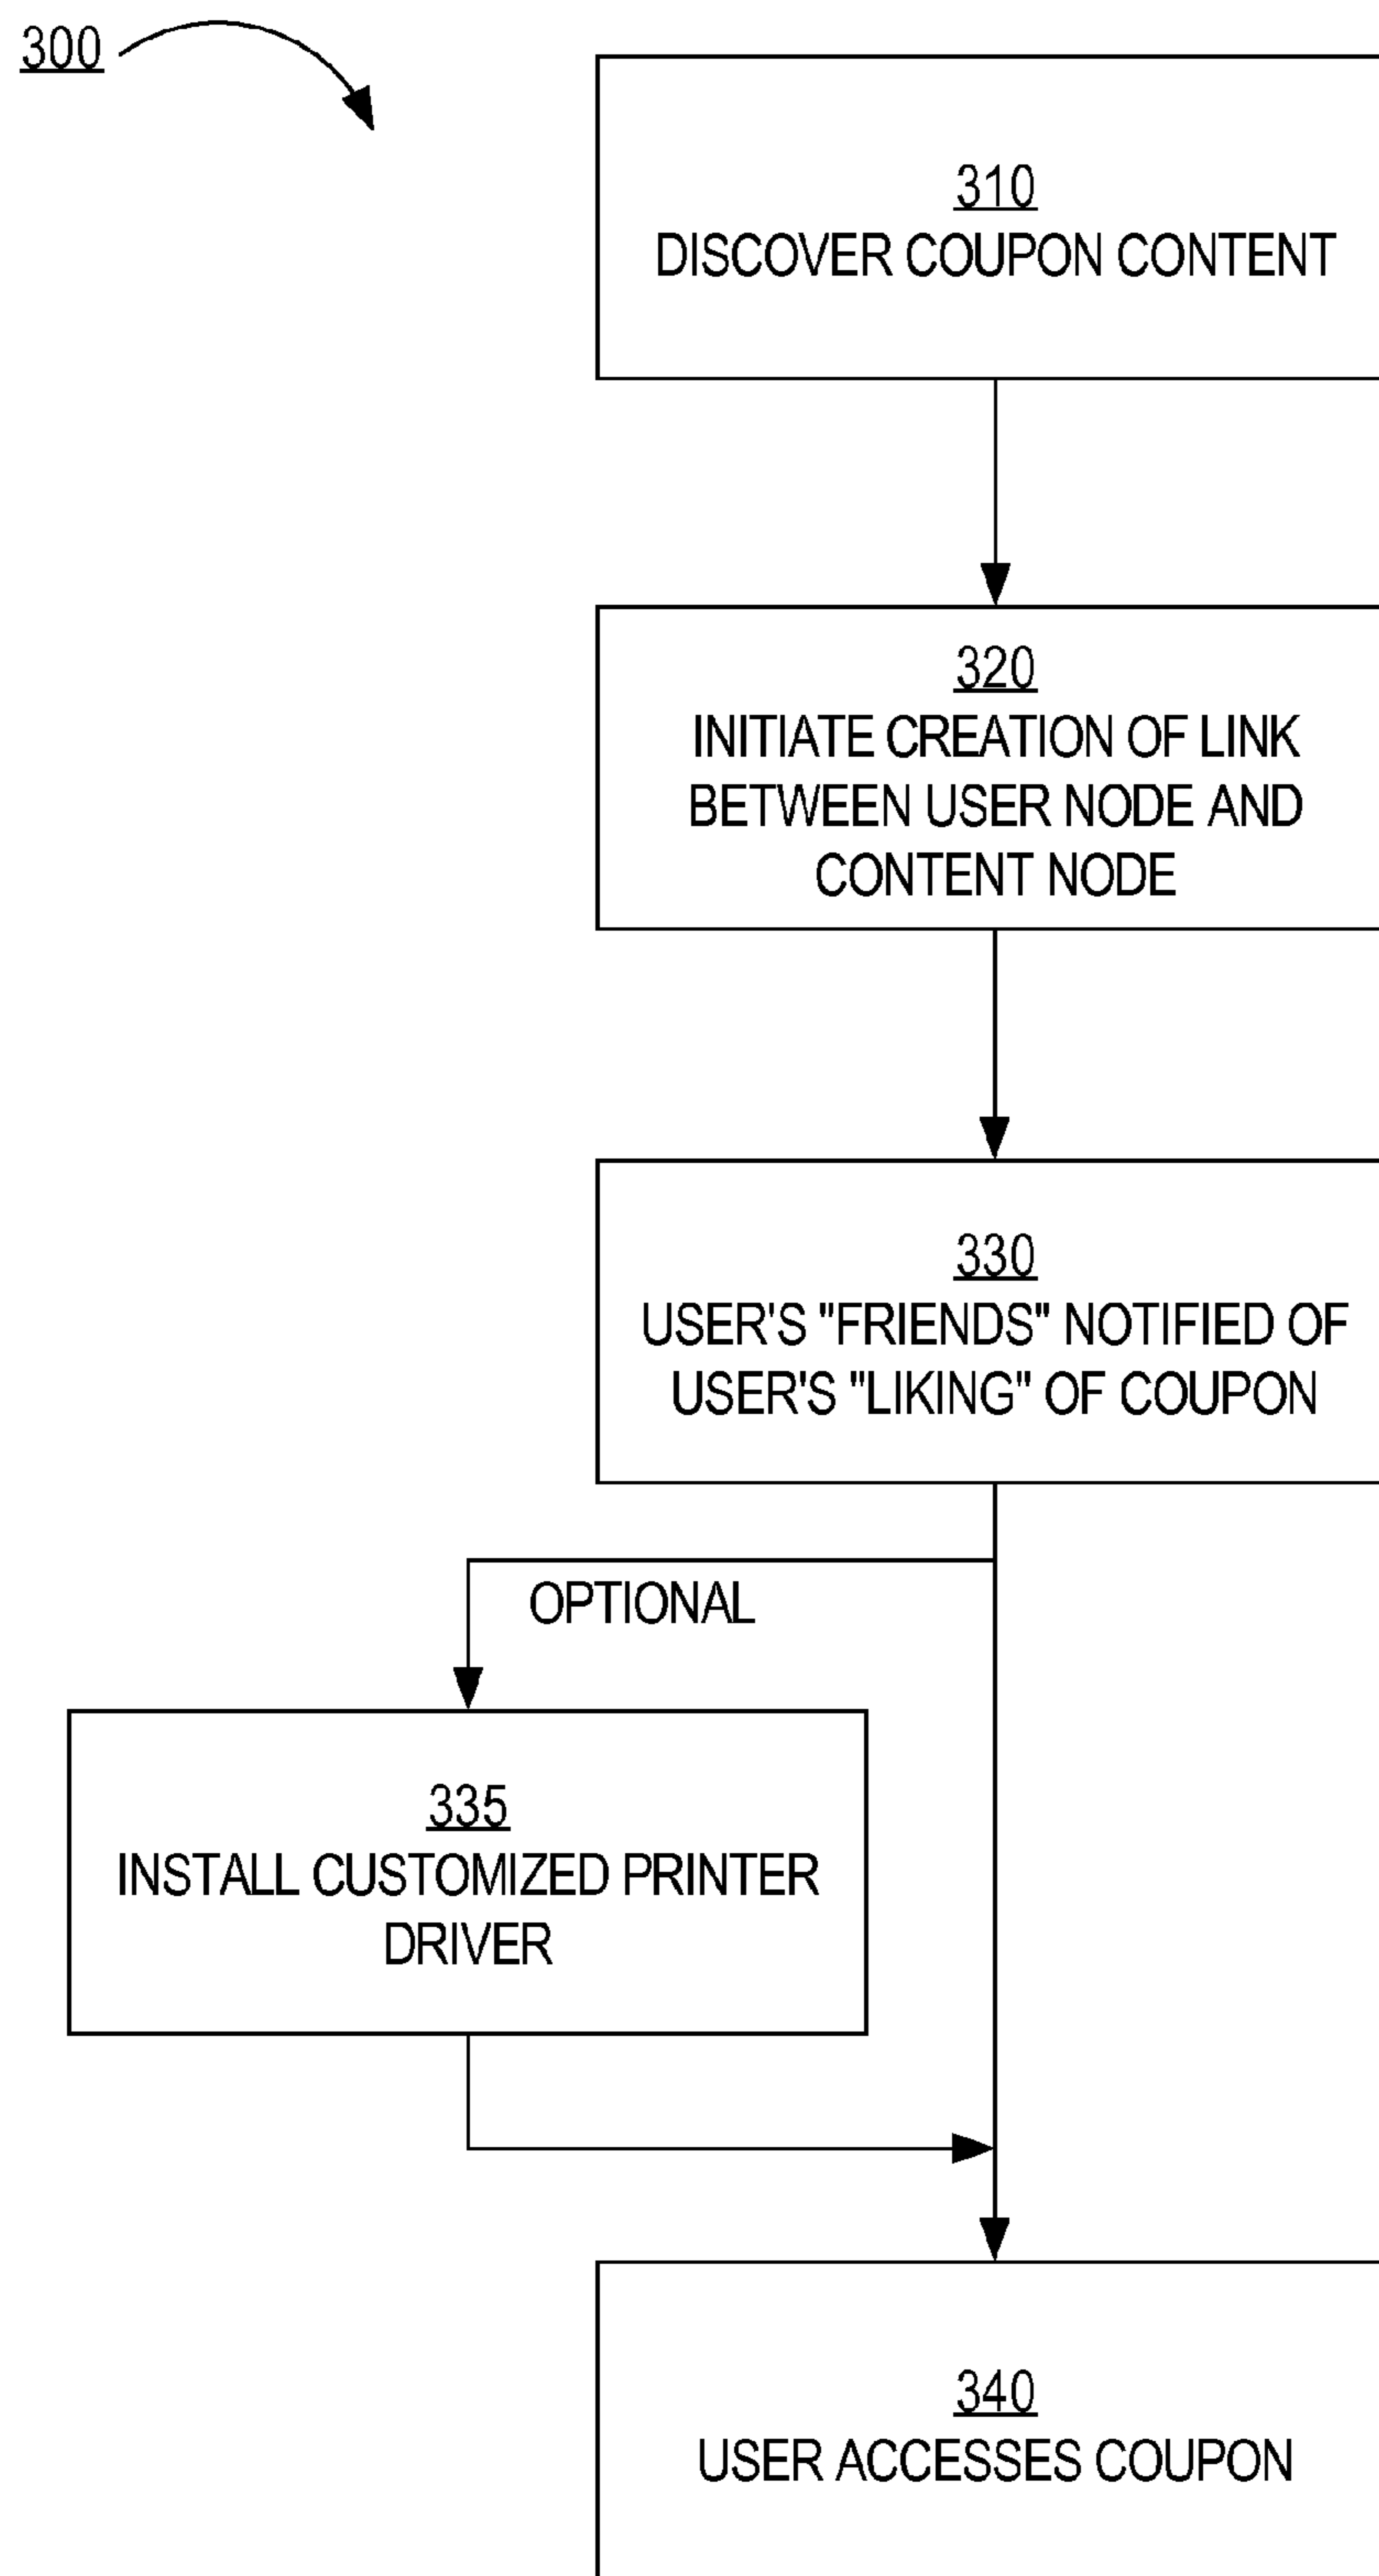 300
310
DISCOVER COUPON CONTENT
320
INITIATE CREATION OF LINK
BETWEEN USER NODE AND
CONTENT NODE
330
USER'S "FRIENDS" NOTIFIED OF
USER'S "LIKING" OF COUPON
OPTIONAL
335
INSTALL CUSTOMIZED PRINTER
DRIVER
340
USER ACCESSES COUPON